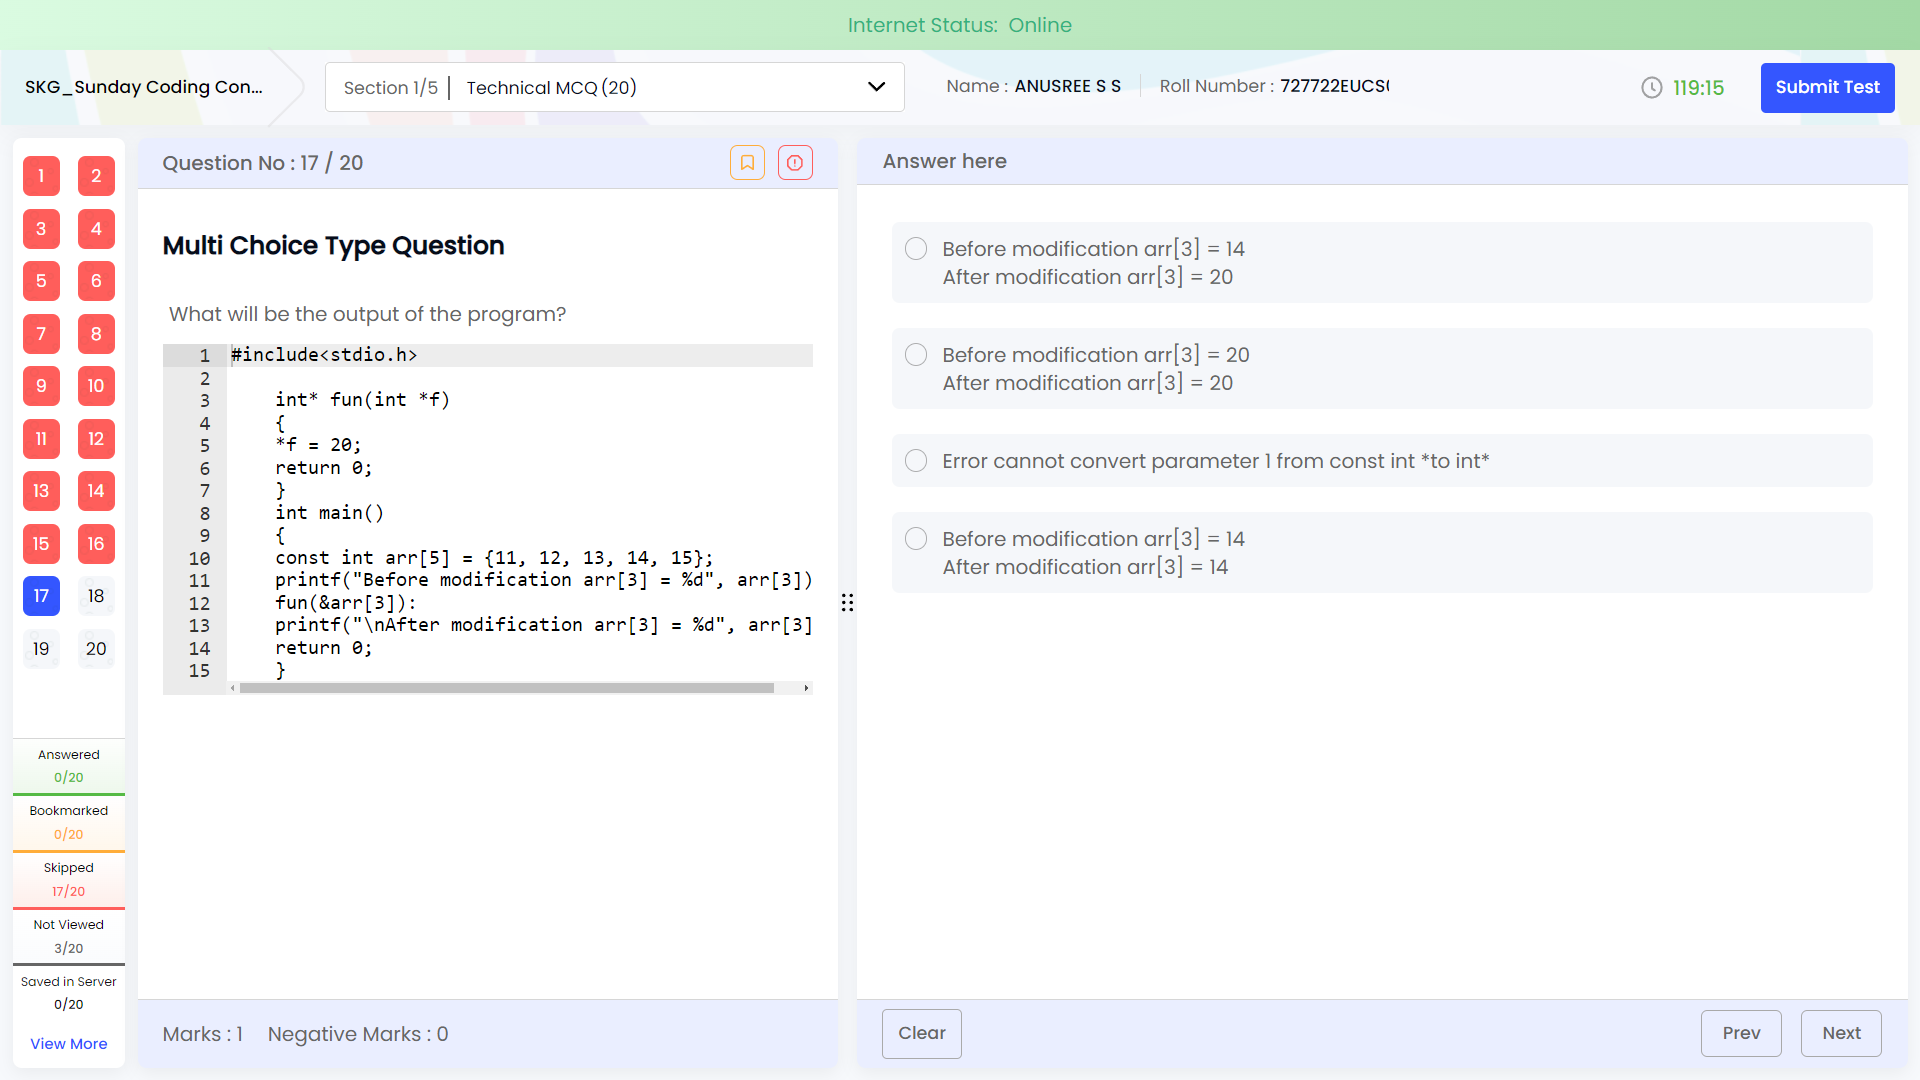 Internet Status: Online
SKG_Sunday Coding Con...
Section 1/5 | Technical MCQ (20)
Name : ANUSREE S S
Roll Number : 727722EUCS
119:15
Submit Test
1 2
3 4
5 6
7 8
9 10
11 12
13 14
15 16
17 18
19 20
Answered
0/20
Bookmarked
0/20
Skipped
17/20
Not Viewed
3/20
Saved in Server
0/20
View More
Question No : 17 / 20
Multi Choice Type Question
What will be the output of the program?
1 #include<stdio.h>
2
3 int* fun(int *f)
4 {
5 *f = 20;
6 return 0;
7 }
8 int main()
9 {
10 const int arr[5] = {11, 12, 13, 14, 15};
11 printf("Before modification arr[3] = %d", arr[3])
12 fun(&arr[3]):
13 printf("\nAfter modification arr[3] = %d", arr[3]
14 return 0;
15 }
Marks : 1 Negative Marks : 0
Answer here
Before modification arr[3] = 14
After modification arr[3] = 20
Before modification arr[3] = 20
After modification arr[3] = 20
Error cannot convert parameter 1 from const int *to int*
Before modification arr[3] = 14
After modification arr[3] = 14
Clear
Prev
Next